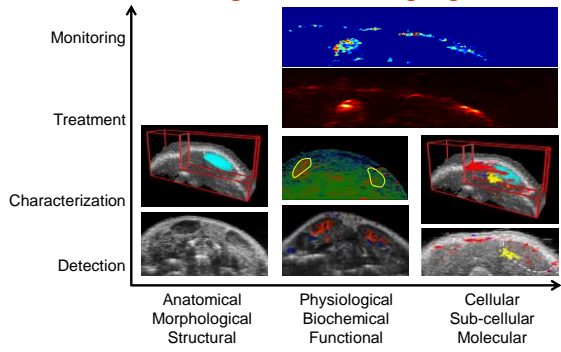 Monitoring
Treatment
Characterization
Detection
Anatomical
Morphological
Structural
Physiological
Biochemical
Functional
Cellular
Sub-cellular
Molecular